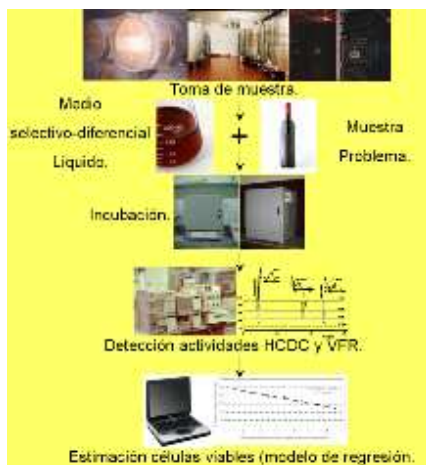 Toma de muestra.
Medio
selectivo-diferencial
Líquido.
+
Muestra
Problema.
Incubación.
Detección actividades HCDC y VFR.
Estimación células viables (modelo de regresión.